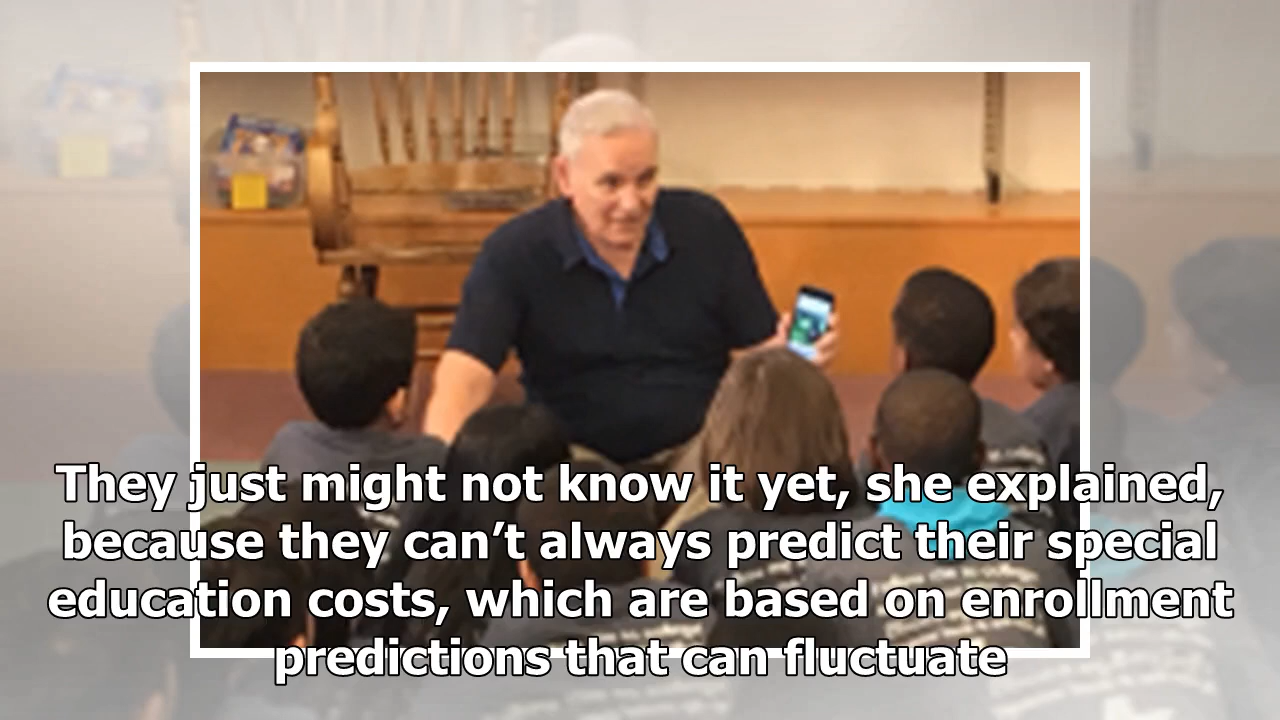 They just might not know it yet, she explained,
because they can’t always predict their special
education costs, which are based on enrollment
predictions that can fluctuate